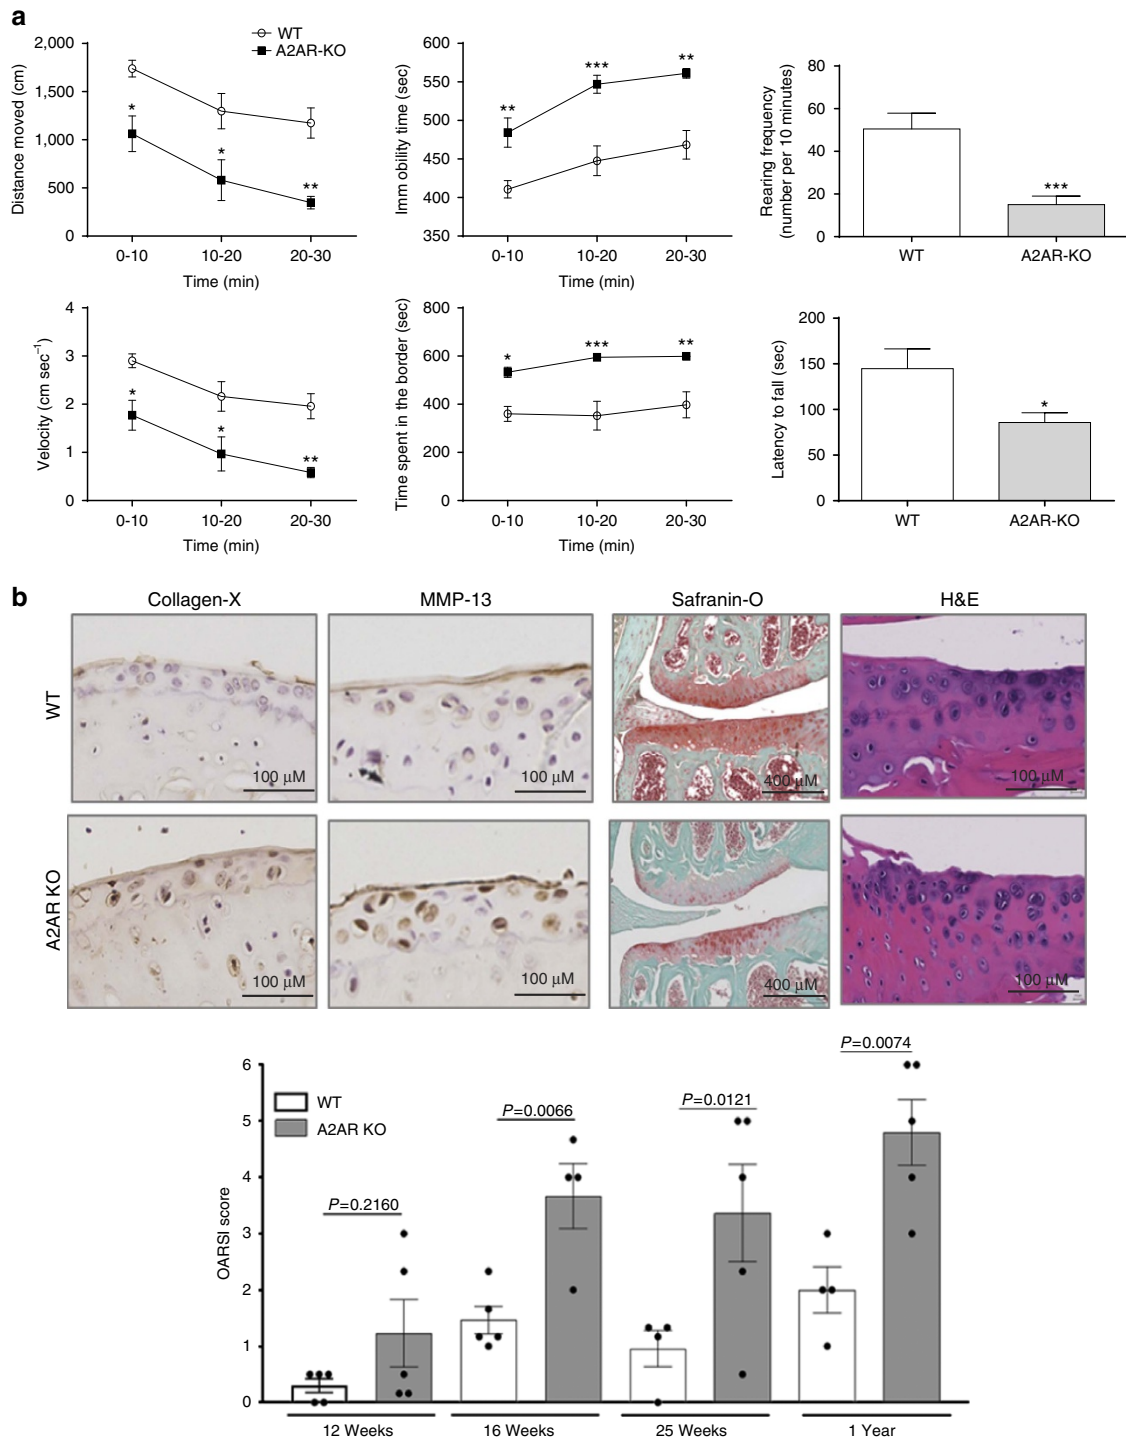 a
WT
A2AR-KO
2,000
1,500
1,000
500
0
Distance moved (cm)
0-10 10-20 20-30
Time (min)
600
550
500
450
400
350
Imm obility time (sec)
*
*
**
**
***
**
0-10 10-20 20-30
Time (min)
80
60
40
20
0
Rearing frequency
(number per 10 minutes)
***
WT A2AR-KO
4
3
2
1
0
Velocity (cm sec⁻¹)
*
*
**
0-10 10-20 20-30
Time (min)
800
600
400
200
0
Time spent in the border (sec)
*
***
**
0-10 10-20 20-30
Time (min)
200
150
100
50
0
Latency to fall (sec)
*
WT A2AR-KO
b
Collagen-X MMP-13 Safranin-O H&E
WT
100 μM 100 μM 400 μM 100 μM
A2AR KO
100 μM 100 μM 400 μM 100 μM
6
5
4
3
2
1
0
OARSI score
WT
A2AR KO
P=0.2160
P=0.0066
P=0.0121
P=0.0074
12 Weeks 16 Weeks 25 Weeks 1 Year